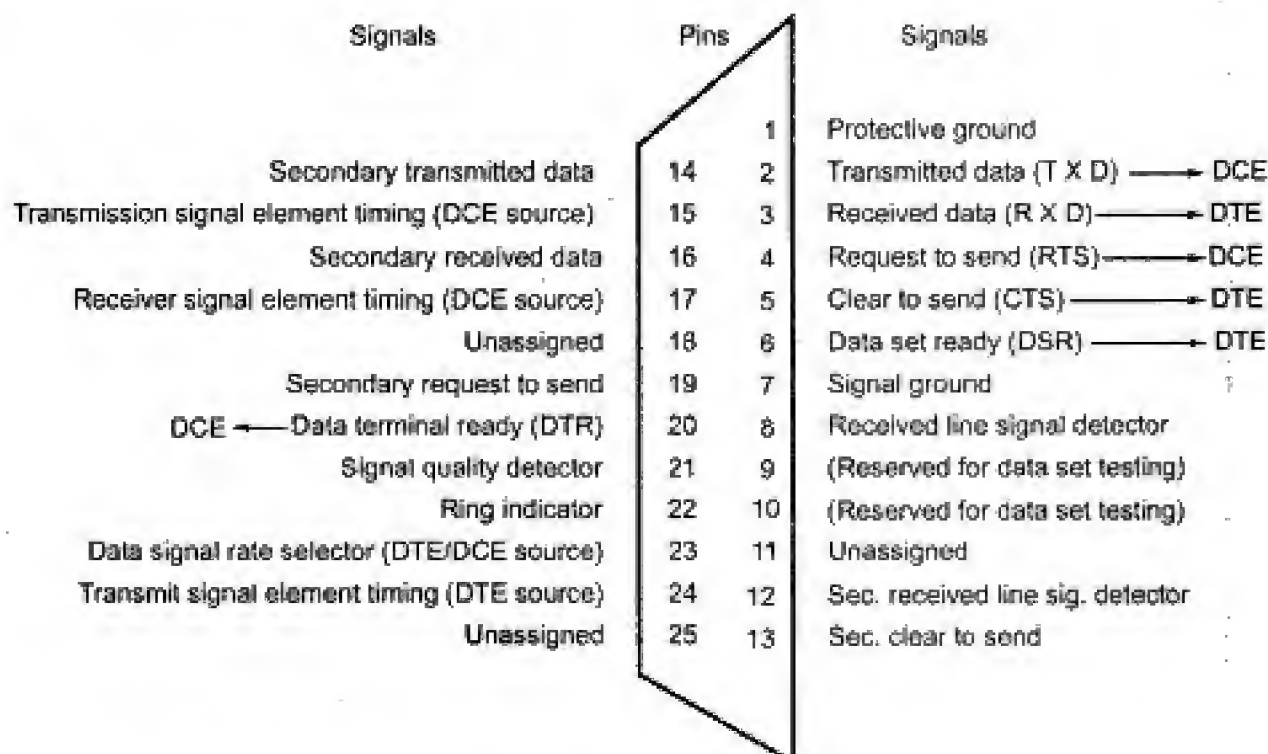 Signals Pins Signals
1 Protective ground
Secondary transmitted data 14 2 Transmitted data (T X D) DCE
Transmission signal element timing (DCE source) 15 3 Received data (R X D) DTE
Secondary received data 16 4 Request to send (RTS) DCE
Receiver signal element timing (DCE source) 17 5 Clear to send (CTS) DTE
Unassigned 18 6 Data set ready (DSR) DTE
Secondary request to send 19 7 Signal ground
DCE Data terminal ready (DTR) 20 8 Received line signal detector
Signal quality detector 21 9 (Reserved for data set testing)
Ring indicator 22 10 (Reserved for data set testing)
Data signal rate selector (DTE/DCE source) 23 11 Unassigned
Transmit signal element timing (DTE source) 24 12 Sec. received line sig. detector
Unassigned 25 13 Sec. clear to send